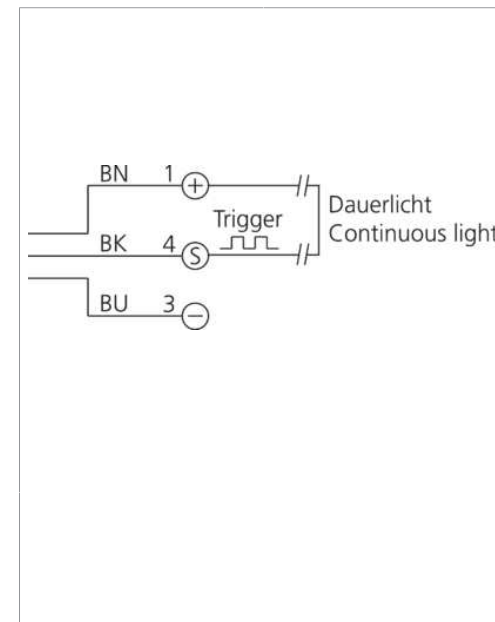 BN 1 +
Trigger
Dauerlicht
Continuous light
BK 4 S
BU 3 −